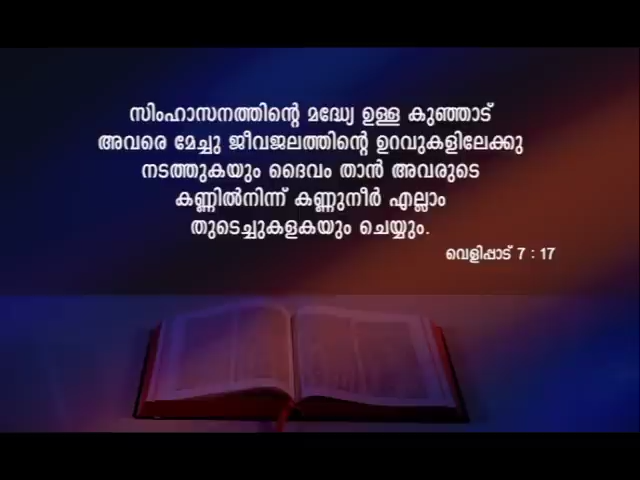 സിംഹാസനത്തിന്റെ മദ്ധ്യേ ഉള്ള കുഞ്ഞാട്
അവരെ മേച്ചു ജീവജലത്തിന്റെ ഉറവുകളിലേക്കു
നടത്തുകയും ദൈവം താൻ അവരുടെ
കണ്ണിൽനിന്ന് കണ്ണുനീർ എല്ലാം
തുടെച്ചുകളകയും ചെയ്യും.
വെളിപ്പാട് 7 : 17